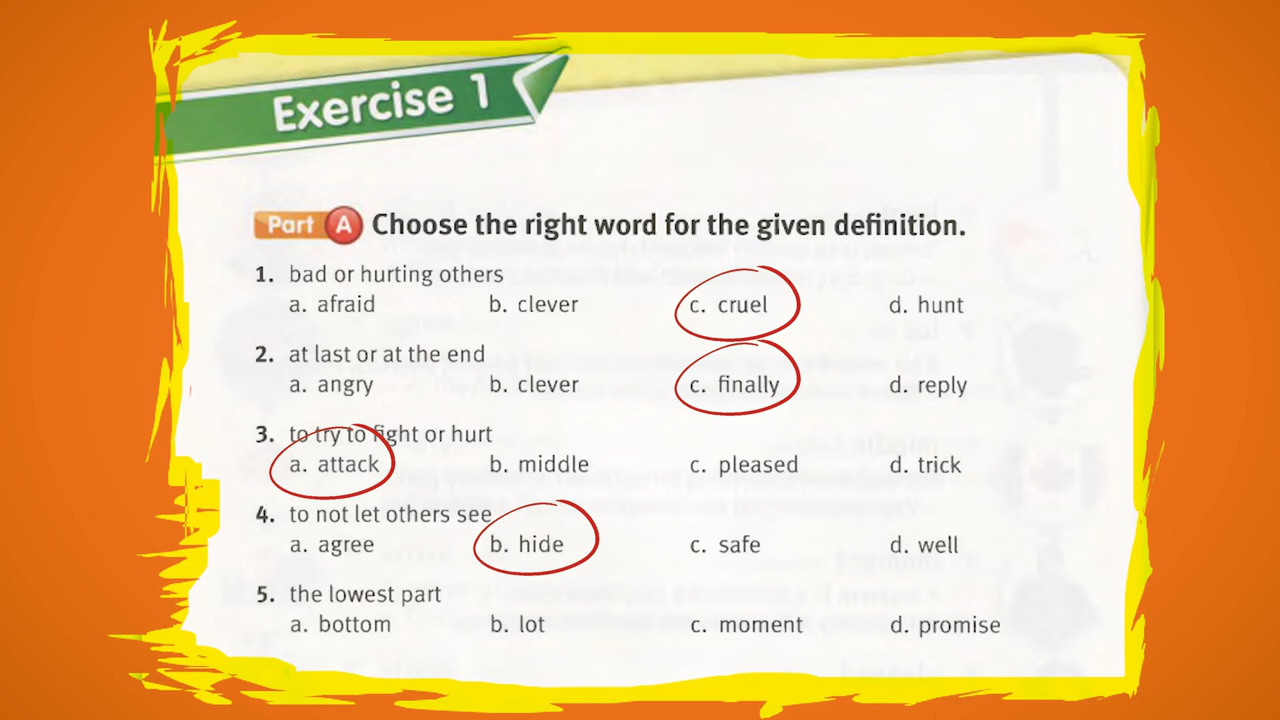 Exercise 1
Part A Choose the right word for the given definition.
1. bad or hurting others
a. afraid b. clever c. cruel d. hunt
2. at last or at the end
a. angry b. clever c. finally d. reply
3. to try to fight or hurt
a. attack b. middle c. pleased d. trick
4. to not let others see
a. agree b. hide c. safe d. well
5. the lowest part
a. bottom b. lot c. moment d. promise